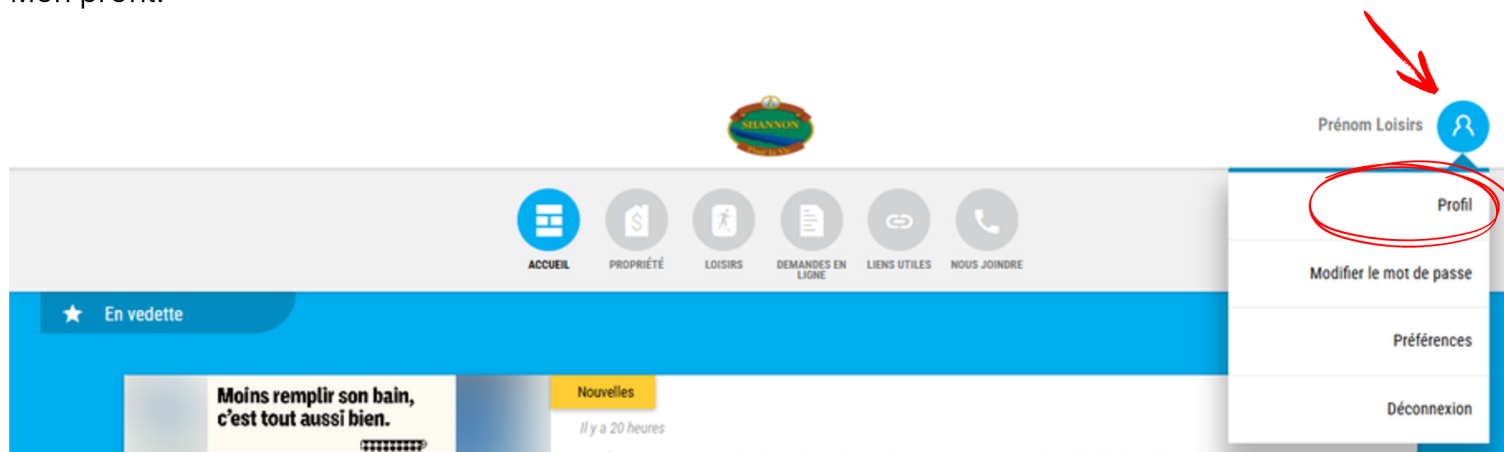 Mon profil.
SHANNON
Prénom Loisirs
Profil
Modifier le mot de passe
Préférences
Déconnexion
ACCUEIL
PROPRIÉTÉ
LOISIRS
DEMANDES EN
LIGNE
LIENS UTILES
NOUS JOINDRE
En vedette
Moins remplir son bain,
c'est tout aussi bien.
Nouvelles
Il y a 20 heures